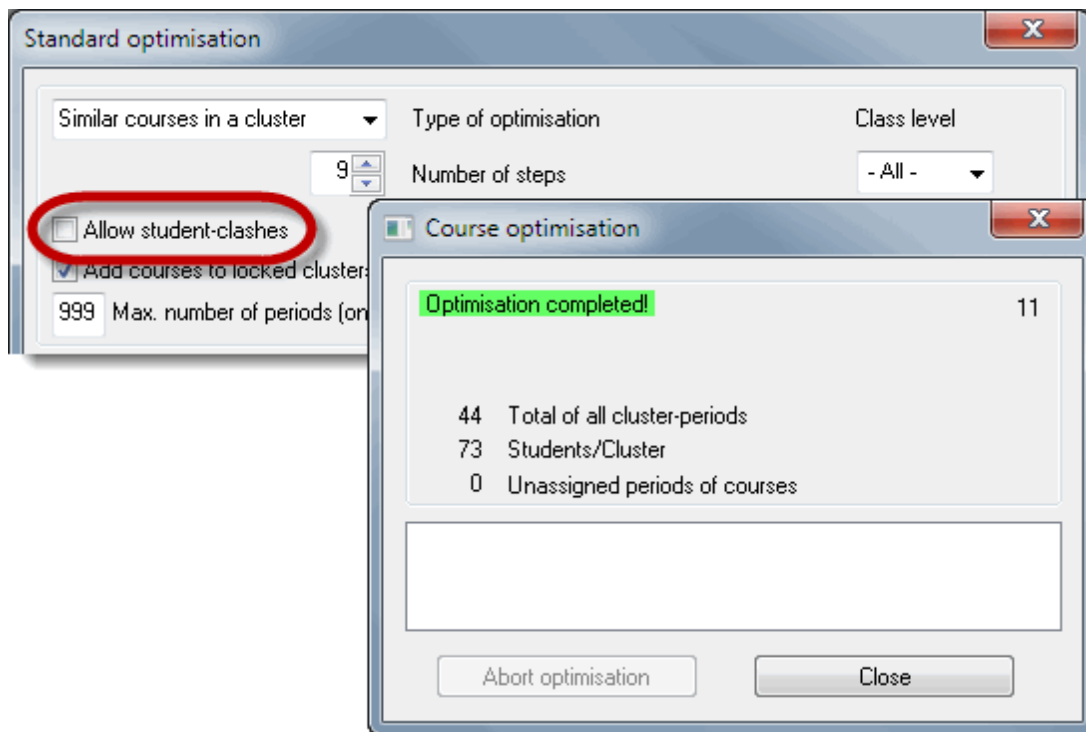 Standard optimisation
Similar courses in a cluster Type of optimisation Class level
9 Number of steps - All -
Allow student-clashes
Add courses to locked clusters
999 Max. number of periods (on
Course optimisation
Optimisation completed! 11
44 Total of all cluster-periods
73 Students/Cluster
0 Unassigned periods of courses
Abort optimisation Close